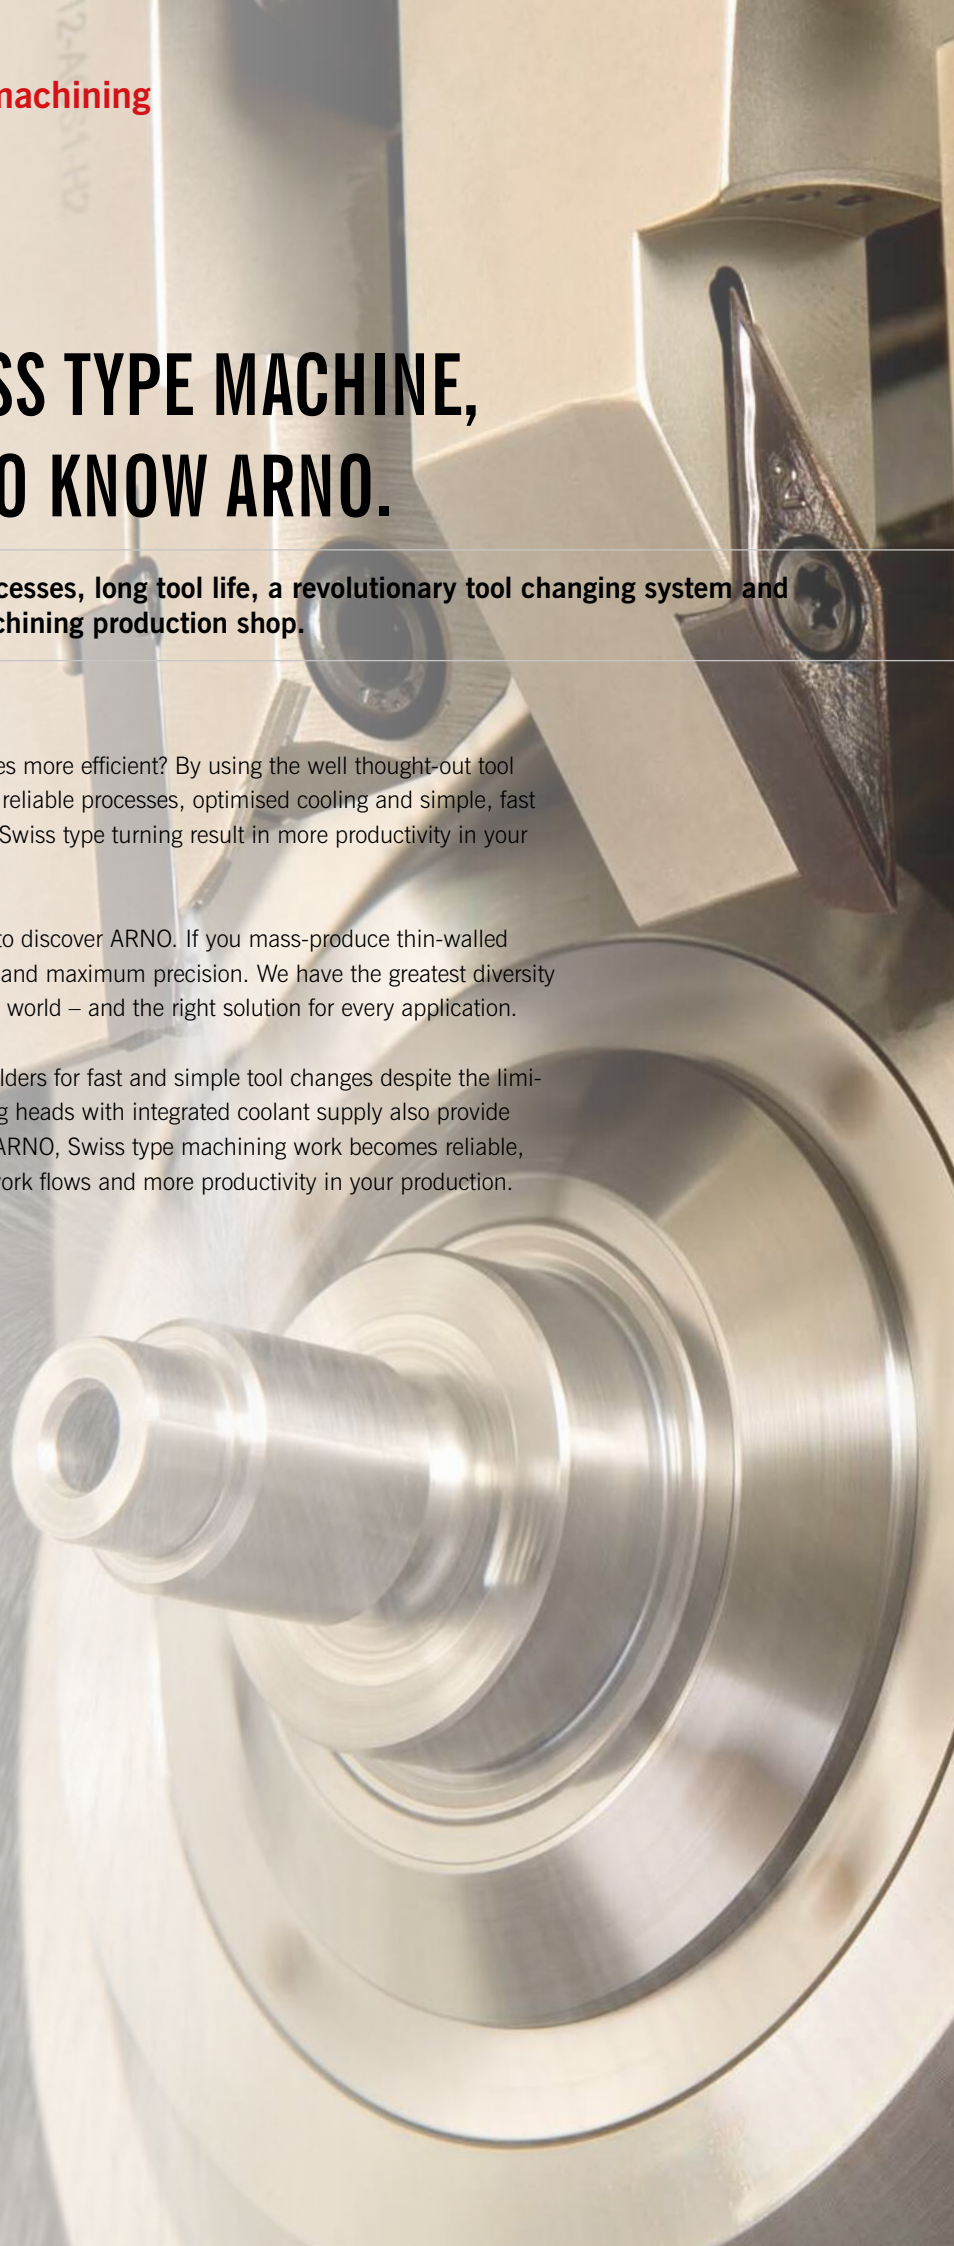 machining
SS TYPE MACHINE,
O KNOW ARNO.
cesses, long tool life, a revolutionary tool changing system and
chining production shop.
es more efficient? By using the well thought-out tool
reliable processes, optimised cooling and simple, fast
Swiss type turning result in more productivity in your
to discover ARNO. If you mass-produce thin-walled
and maximum precision. We have the greatest diversity
world – and the right solution for every application.
lders for fast and simple tool changes despite the limi-
g heads with integrated coolant supply also provide
ARNO, Swiss type machining work becomes reliable,
ork flows and more productivity in your production.
2